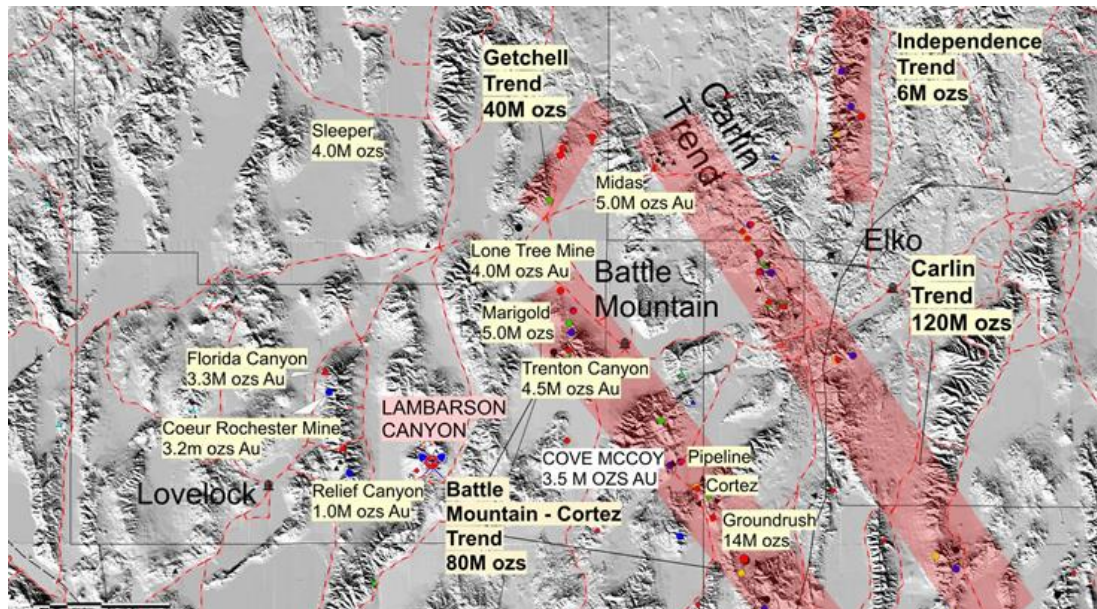 Getchell
Trend
40M ozs
Independence
Trend
6M ozs
Carlin
Trend
Sleeper
4.0M ozs
Midas
5.0M ozs Au
Elko
Lone Tree Mine
4.0M ozs Au
Battle
Mountain
Carlin
Trend
120M ozs
Marigold
5.0M ozs
Florida Canyon
3.3M ozs Au
Trenton Canyon
4.5M ozs Au
Coeur Rochester Mine
3.2m ozs Au
LAMBARSON
CANYON
COVE MCCOY
3.5 M OZS AU
Pipeline
Cortez
Lovelock
Relief Canyon
1.0M ozs Au
Battle
Mountain - Cortez
Trend
80M ozs
Groundrush
14M ozs